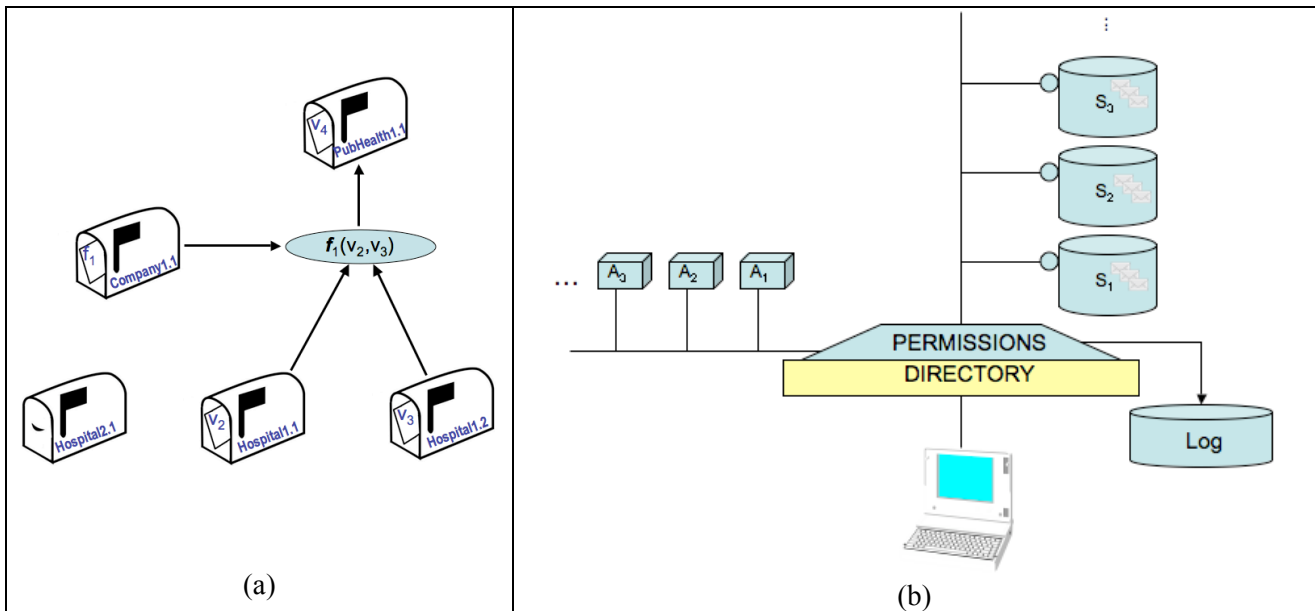 V4
PubHealth1.1
f1
Company1.1
f1(v2,v3)
V2
Hospital1.1
V3
Hospital1.2
Hospital2.1
(a)
⋮
S3
S2
S1
... A3 A2 A1
PERMISSIONS
DIRECTORY
Log
(b)